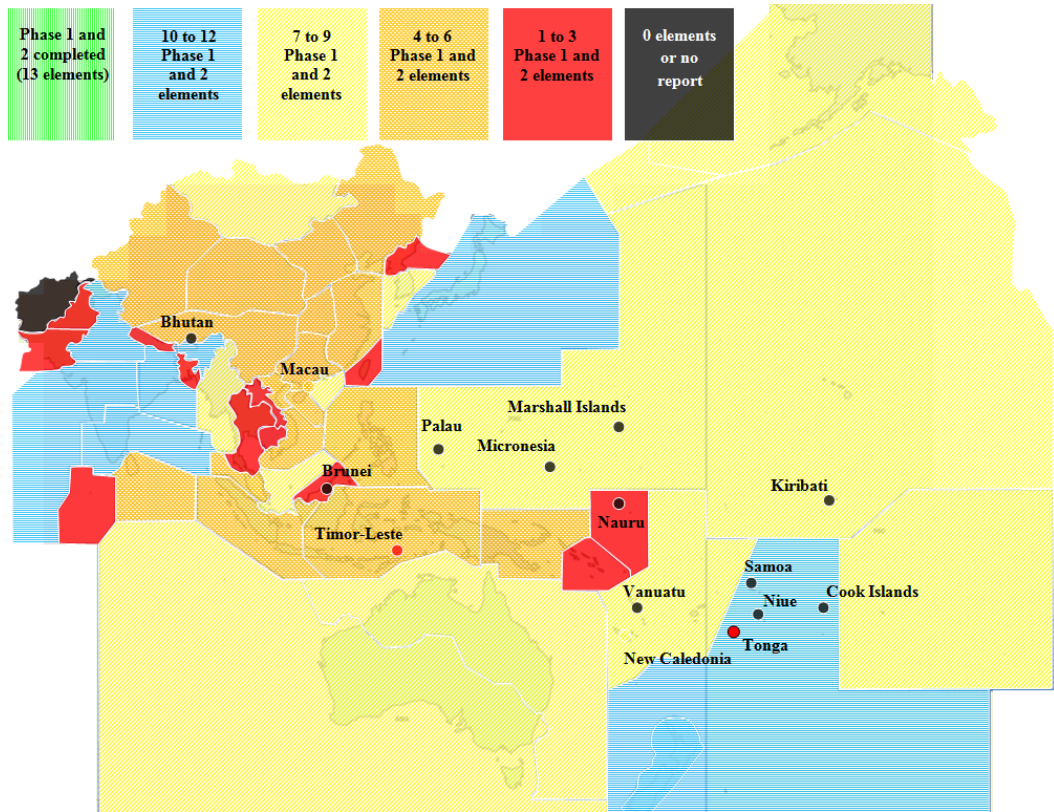 Phase 1 and
2 completed
(13 elements)
10 to 12
Phase 1
and 2
elements
7 to 9
Phase 1
and 2
elements
4 to 6
Phase 1 and
2 elements
1 to 3
Phase 1 and
2 elements
0 elements
or no
report
Bhutan
Macau
Marshall Islands
Palau
Micronesia
Brunei
Kiribati
Nauru
Timor-Leste
Samoa
Vanuatu
Niue
Cook Islands
Tonga
New Caledonia